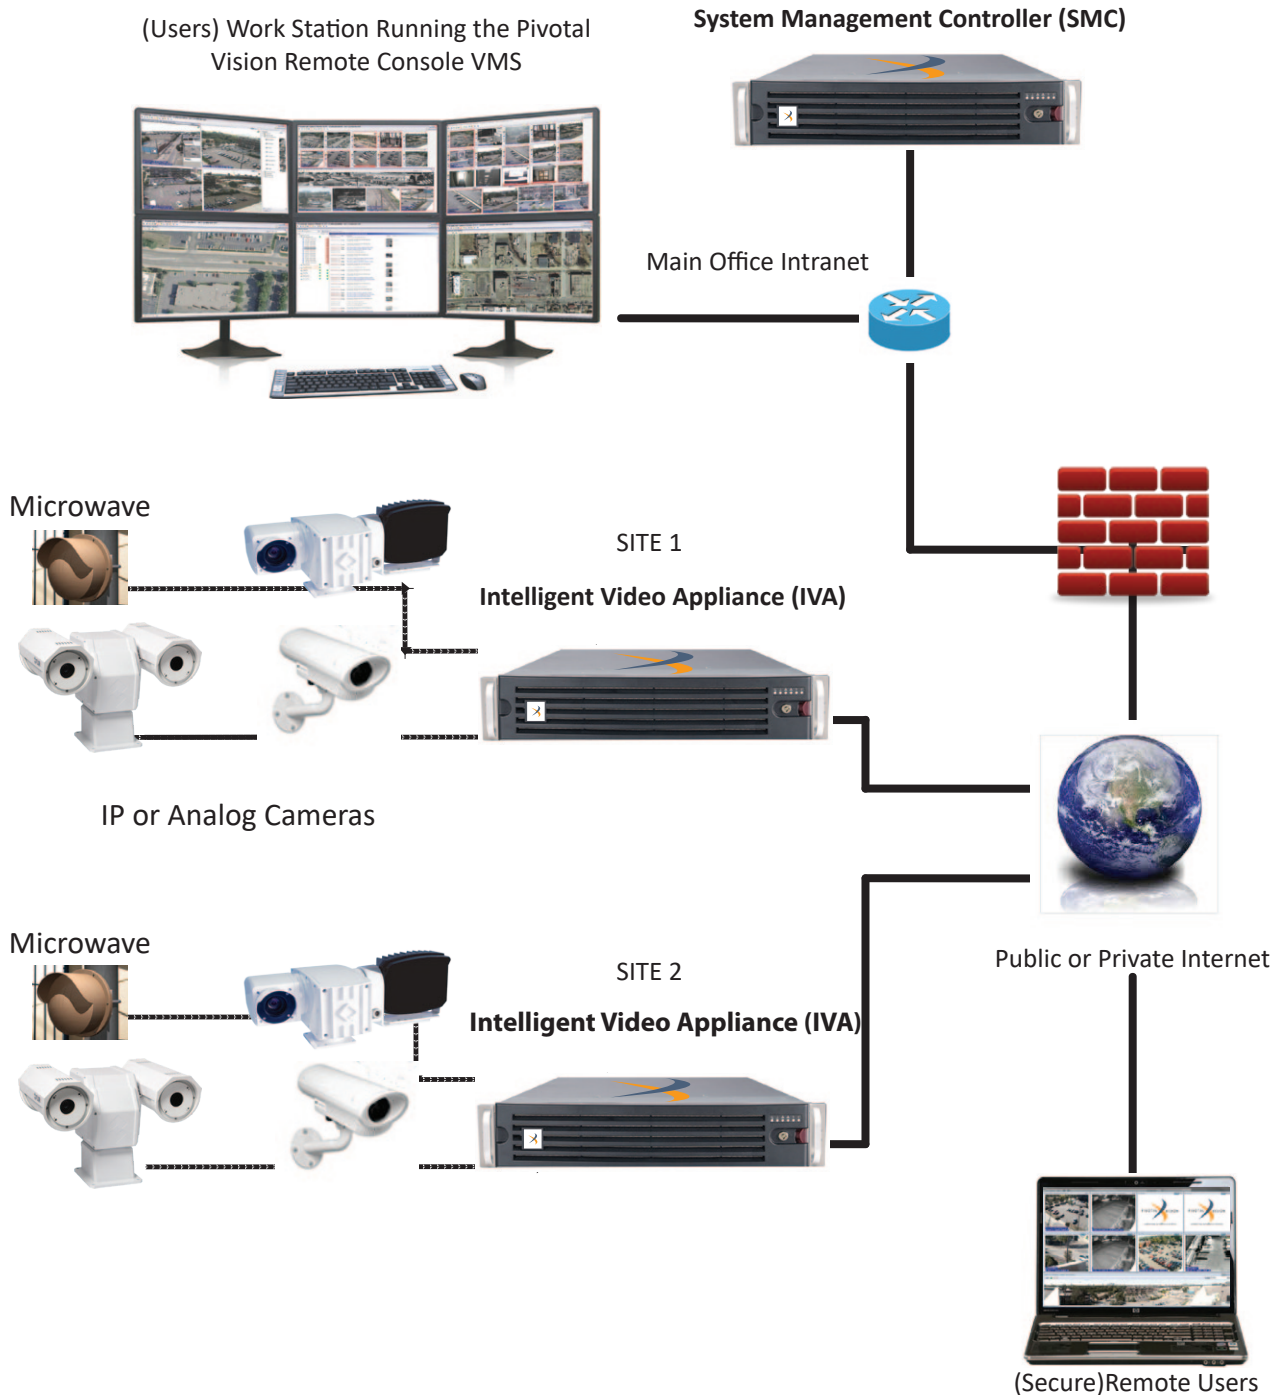 (Users) Work Station Running the Pivotal
Vision Remote Console VMS
System Management Controller (SMC)
Main Office Intranet
Microwave
SITE 1
Intelligent Video Appliance (IVA)
IP or Analog Cameras
Microwave
SITE 2
Intelligent Video Appliance (IVA)
Public or Private Internet
(Secure)Remote Users